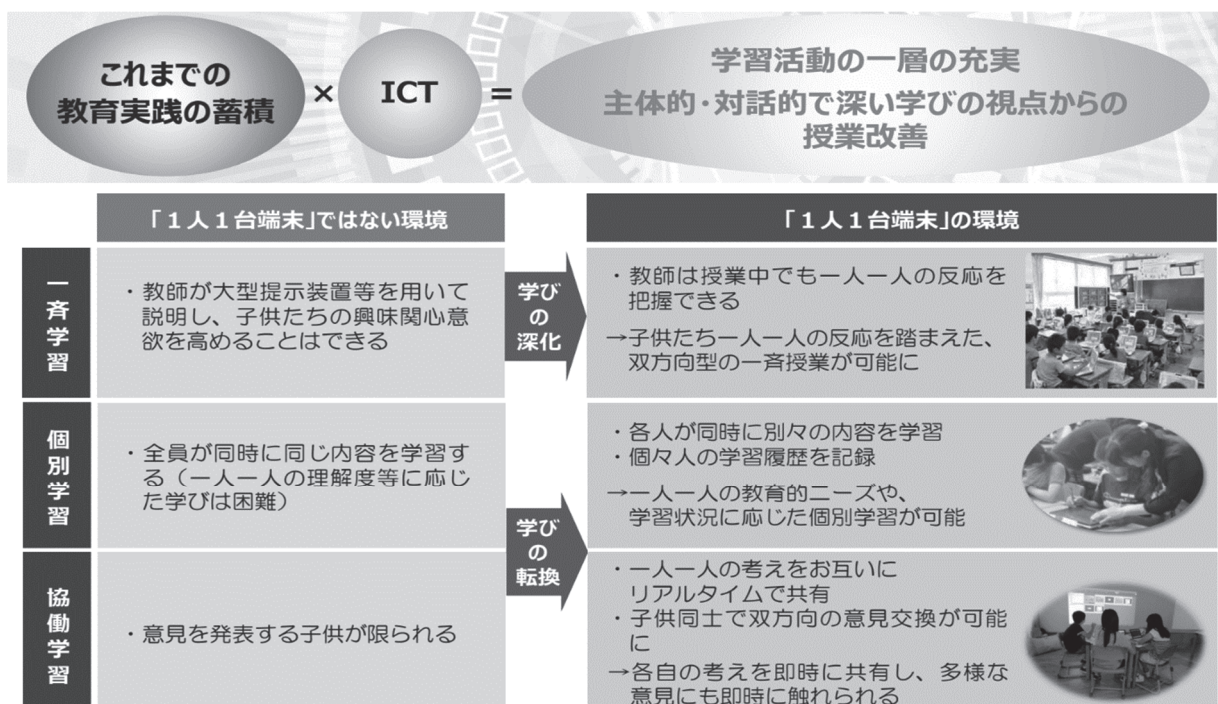 これまでの
教育実践の蓄積
×
ICT
=
学習活動の一層の充実
主体的・対話的で深い学びの視点からの
授業改善
「１人１台端末」ではない環境
「１人１台端末」の環境
一斉学習
・教師が大型提示装置等を用いて
説明し、子供たちの興味関心意
欲を高めることはできる
学び
の
深化
・教師は授業中でも一人一人の反応を
把握できる
→子供たち一人一人の反応を踏まえた、
双方向型の一斉授業が可能に
個別学習
・全員が同時に同じ内容を学習す
る（一人一人の理解度等に応じ
た学びは困難）
学び
の
転換
・各人が同時に別々の内容を学習
・個々人の学習履歴を記録
→一人一人の教育的ニーズや、
学習状況に応じた個別学習が可能
協働学習
・意見を発表する子供が限られる
・一人一人の考えをお互いに
リアルタイムで共有
・子供同士で双方向の意見交換が可能
に
→各自の考えを即時に共有し、多様な
意見にも即時に触れられる